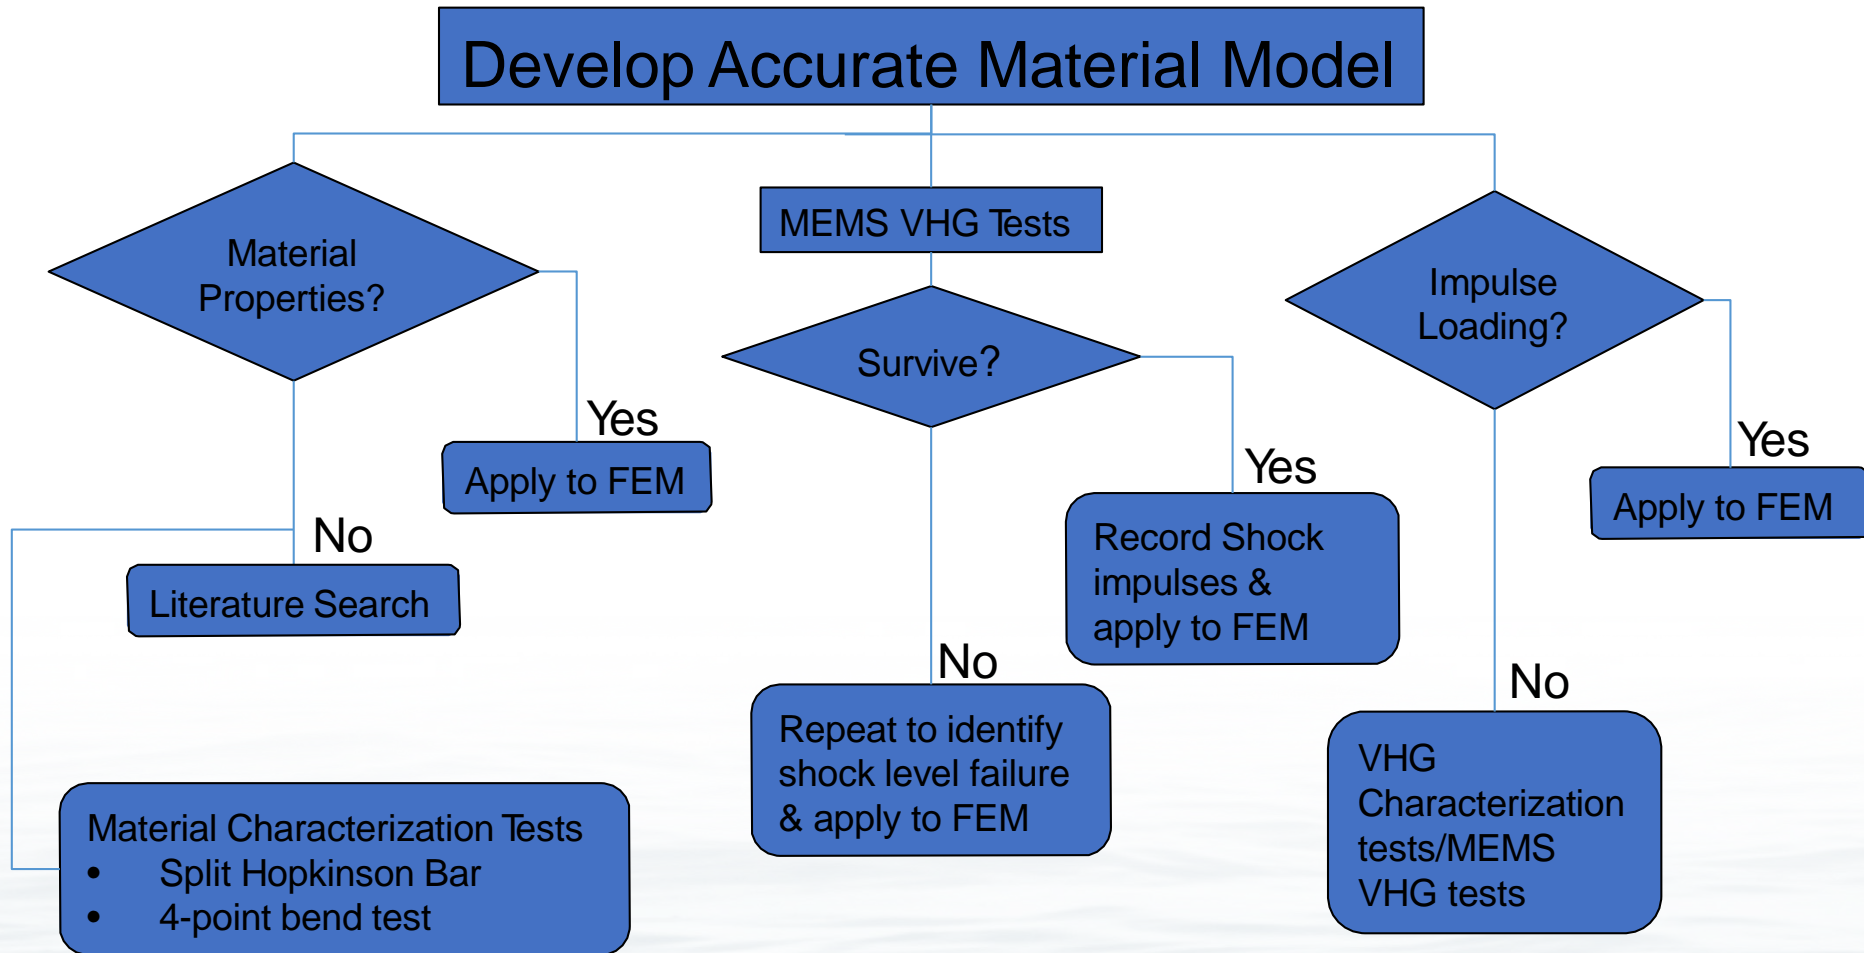 Develop Accurate Material Model
Material
Properties?
Yes
Apply to FEM
No
Literature Search
Material Characterization Tests
• Split Hopkinson Bar
• 4-point bend test
MEMS VHG Tests
Survive?
Yes
Record Shock
impulses &
apply to FEM
No
Repeat to identify
shock level failure
& apply to FEM
Impulse
Loading?
Yes
Apply to FEM
No
VHG
Characterization
tests/MEMS
VHG tests